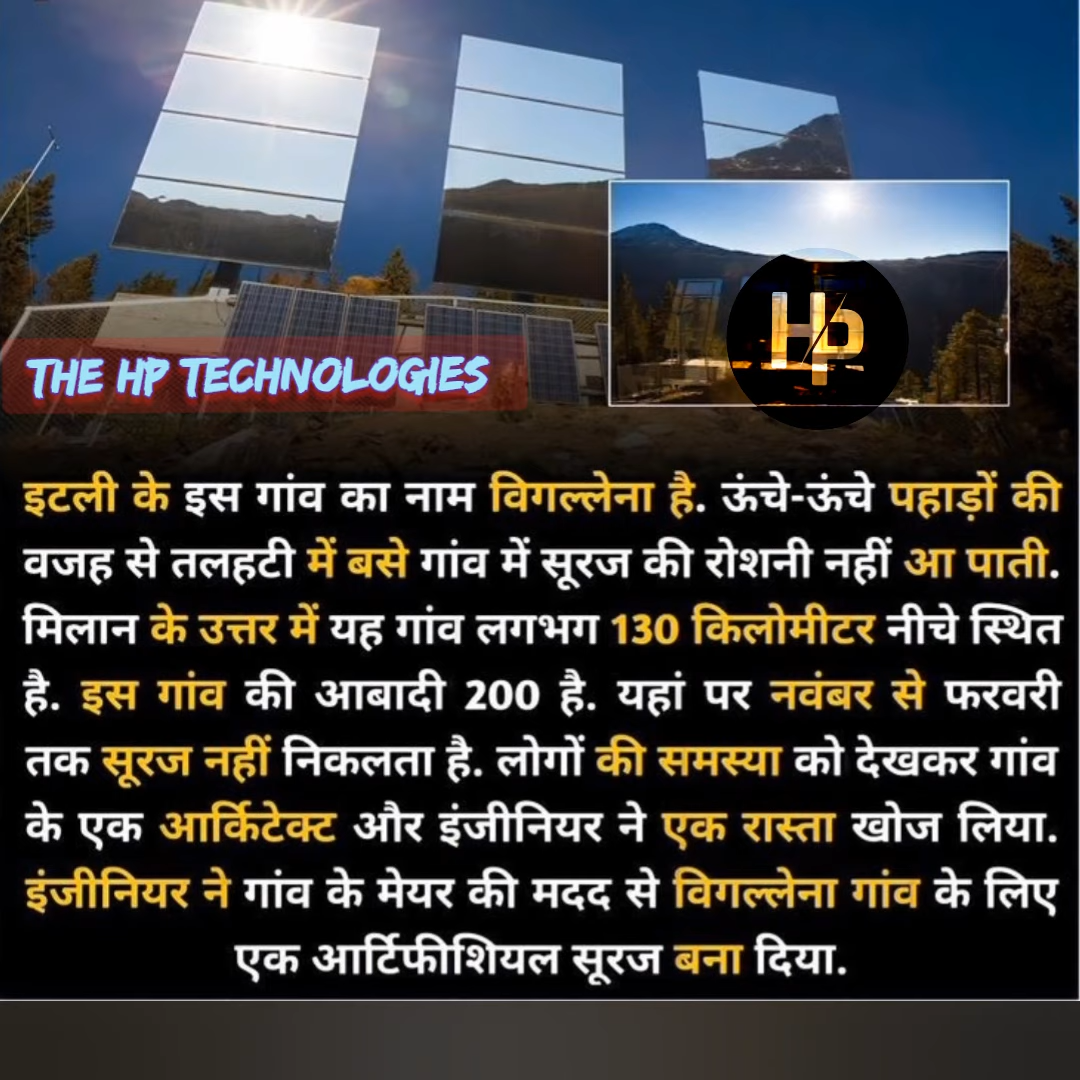 THE HP TECHNOLOGIES
HP
इटली के इस गांव का नाम विगल्लेना है. ऊंचे-ऊंचे पहाड़ों की
वजह से तलहटी में बसे गांव में सूरज की रोशनी नहीं आ पाती.
मिलान के उत्तर में यह गांव लगभग 130 किलोमीटर नीचे स्थित
है. इस गांव की आबादी 200 है. यहां पर नवंबर से फरवरी
तक सूरज नहीं निकलता है. लोगों की समस्या को देखकर गांव
के एक आर्किटेक्ट और इंजीनियर ने एक रास्ता खोज लिया.
इंजीनियर ने गांव के मेयर की मदद से विगल्लेना गांव के लिए
एक आर्टिफीशियल सूरज बना दिया.